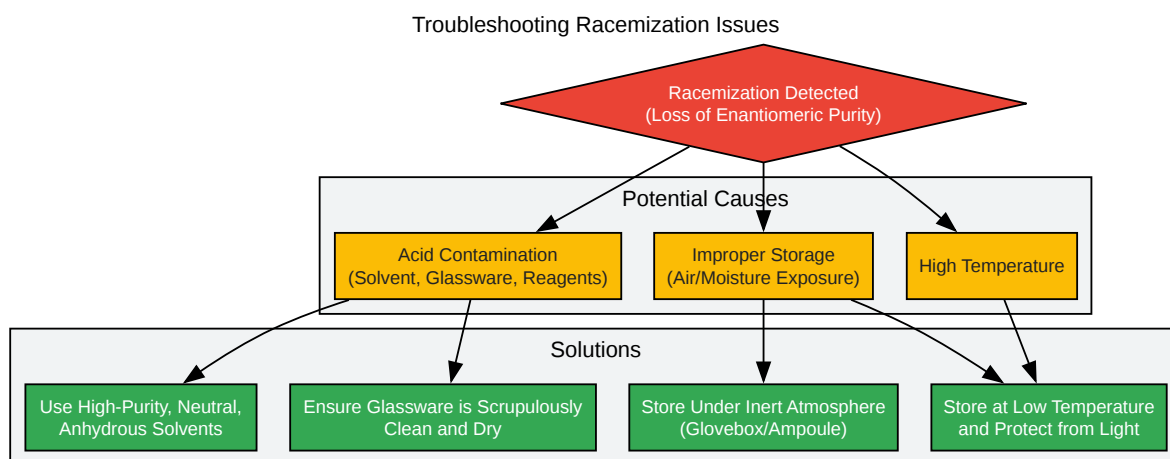 Troubleshooting Racemization Issues
Racemization Detected
(Loss of Enantiomeric Purity)
Potential Causes
Acid Contamination
(Solvent, Glassware, Reagents)
Improper Storage
(Air/Moisture Exposure)
High Temperature
Solutions
Use High-Purity, Neutral,
Anhydrous Solvents
Ensure Glassware is Scrupulously
Clean and Dry
Store Under Inert Atmosphere
(Glovebox/Ampoule)
Store at Low Temperature
and Protect from Light